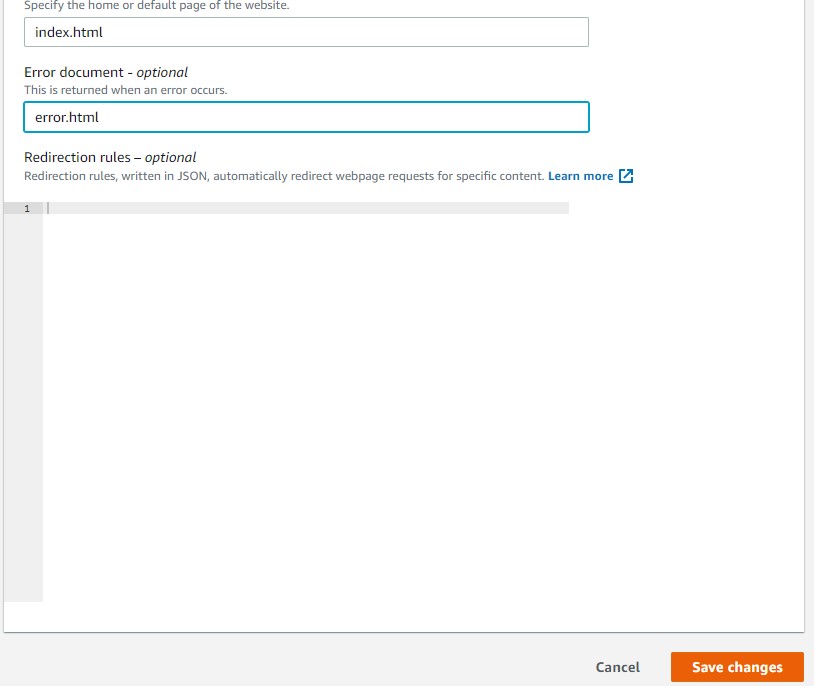 Specify the home or default page of the website.
index.html
Error document - optional
This is returned when an error occurs.
error.html
Redirection rules – optional
Redirection rules, written in JSON, automatically redirect webpage requests for specific content. Learn more
1
Cancel
Save changes